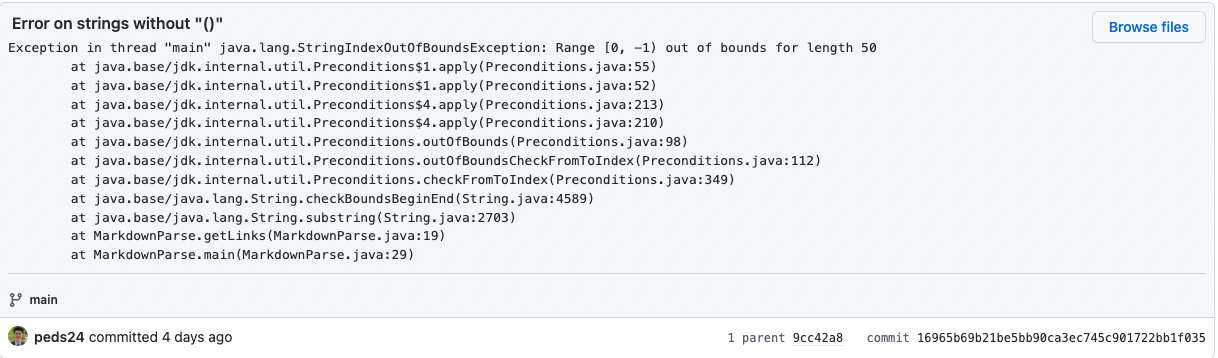 Error on strings without "()"
Browse files
Exception in thread "main" java.lang.StringIndexOutOfBoundsException: Range [0, -1) out of bounds for length 50
at java.base/jdk.internal.util.Preconditions$1.apply(Preconditions.java:55)
at java.base/jdk.internal.util.Preconditions$1.apply(Preconditions.java:52)
at java.base/jdk.internal.util.Preconditions$4.apply(Preconditions.java:213)
at java.base/jdk.internal.util.Preconditions$4.apply(Preconditions.java:210)
at java.base/jdk.internal.util.Preconditions.outOfBounds(Preconditions.java:98)
at java.base/jdk.internal.util.Preconditions.outOfBoundsCheckFromToIndex(Preconditions.java:112)
at java.base/jdk.internal.util.Preconditions.checkFromToIndex(Preconditions.java:349)
at java.base/java.lang.String.checkBoundsBeginEnd(String.java:4589)
at java.base/java.lang.String.substring(String.java:2703)
at MarkdownParse.getLinks(MarkdownParse.java:19)
at MarkdownParse.main(MarkdownParse.java:29)
main
peds24 committed 4 days ago
1 parent 9cc42a8 commit 16965b69b21be5bb90ca3ec745c901722bb1f035